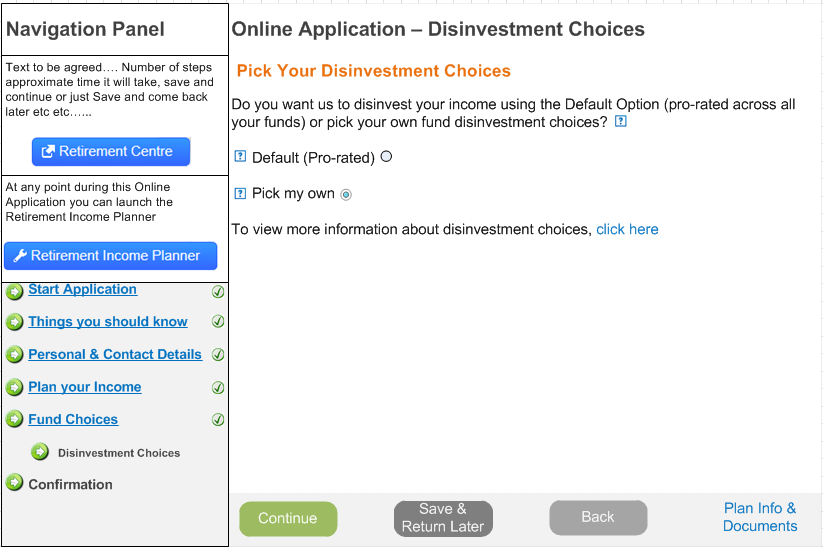 Navigation Panel
Text to be agreed.... Number of steps
approximate time it will take, save and
continue or just Save and come back
later etc etc......
Retirement Centre
At any point during this Online
Application you can launch the
Retirement Income Planner
Retirement Income Planner
Start Application
Things you should know
Personal & Contact Details
Plan your Income
Fund Choices
Disinvestment Choices
Confirmation
Online Application – Disinvestment Choices
Pick Your Disinvestment Choices
Do you want us to disinvest your income using the Default Option (pro-rated across all
your funds) or pick your own fund disinvestment choices? ?
? Default (Pro-rated)
? Pick my own
To view more information about disinvestment choices, click here
Continue
Save &
Return Later
Back
Plan Info &
Documents